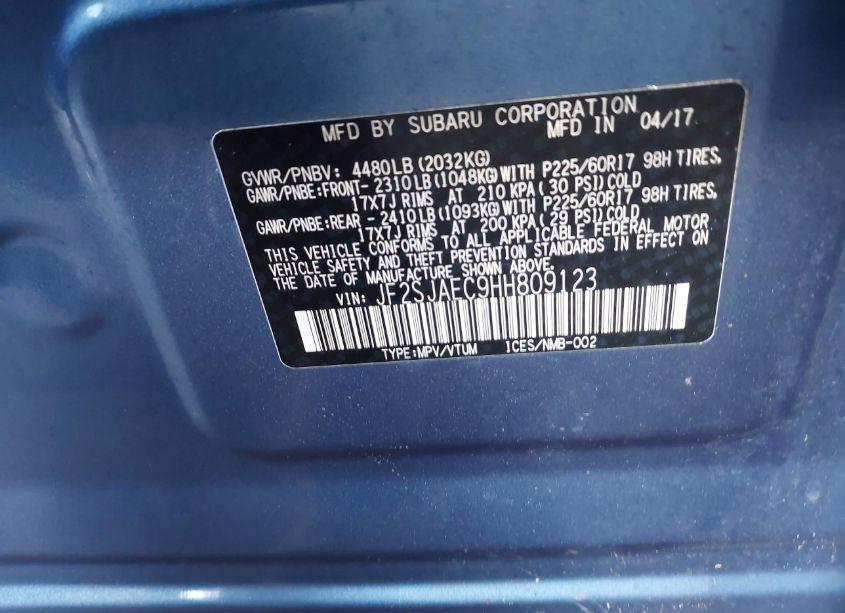 MFD BY SUBARU CORPORATION
MFD IN 04/17
GVWR/PNBV: 4480LB (2032KG)
GAWR/PNBE:FRONT- 2310LB (1048KG) WITH P225/60R17 98H TIRES,
17X7J RIMS AT 210 KPA( 30 PSI)COLD
GAWR/PNBE:REAR - 2410LB (1093KG) WITH P225/60R17 98H TIRES,
17X7J RIMS AT 200 KPA( 29 PSI)COLD
THIS VEHICLE CONFORMS TO ALL APPLICABLE FEDERAL MOTOR
VEHICLE SAFETY AND THEFT PREVENTION STANDARDS IN EFFECT ON
THE DATE OF MANUFACTURE SHOWN ABOVE.
VIN: JF2SJAEC9HH809123
TYPE:MPV/VTUM ICES/NMB-002